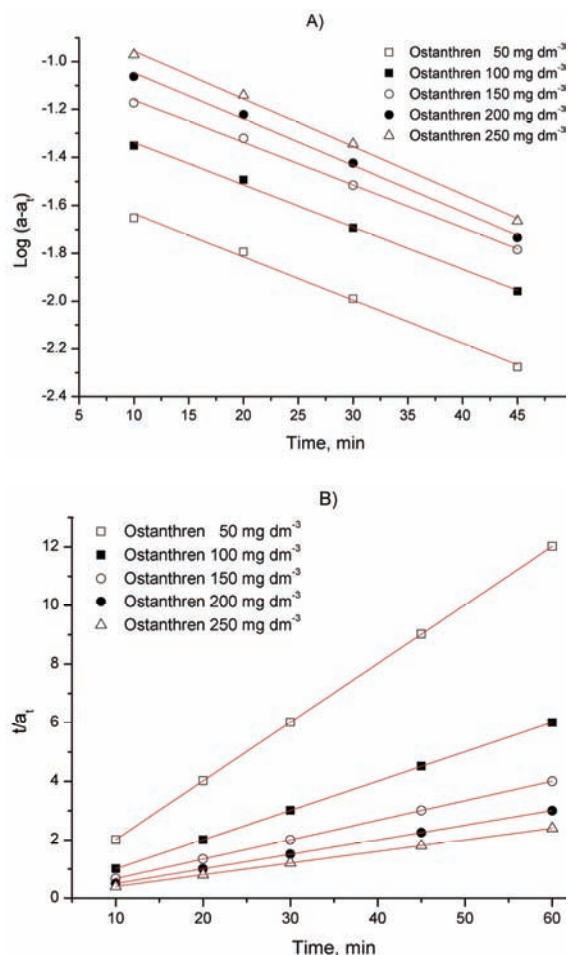 A)
Ostanthren 50 mg dm-3
Ostanthren 100 mg dm-3
Ostanthren 150 mg dm-3
Ostanthren 200 mg dm-3
Ostanthren 250 mg dm-3
-1.0
-1.2
-1.4
-1.6
-1.8
-2.0
-2.2
-2.4
Log (a-at)
5 10 15 20 25 30 35 40 45
Time, min
B)
Ostanthren 50 mg dm-3
Ostanthren 100 mg dm-3
Ostanthren 150 mg dm-3
Ostanthren 200 mg dm-3
Ostanthren 250 mg dm-3
12
10
8
6
4
2
0
t/at
10 20 30 40 50 60
Time, min